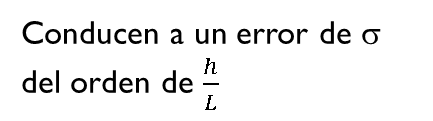 Conducen a un error de σ
del orden de h/L